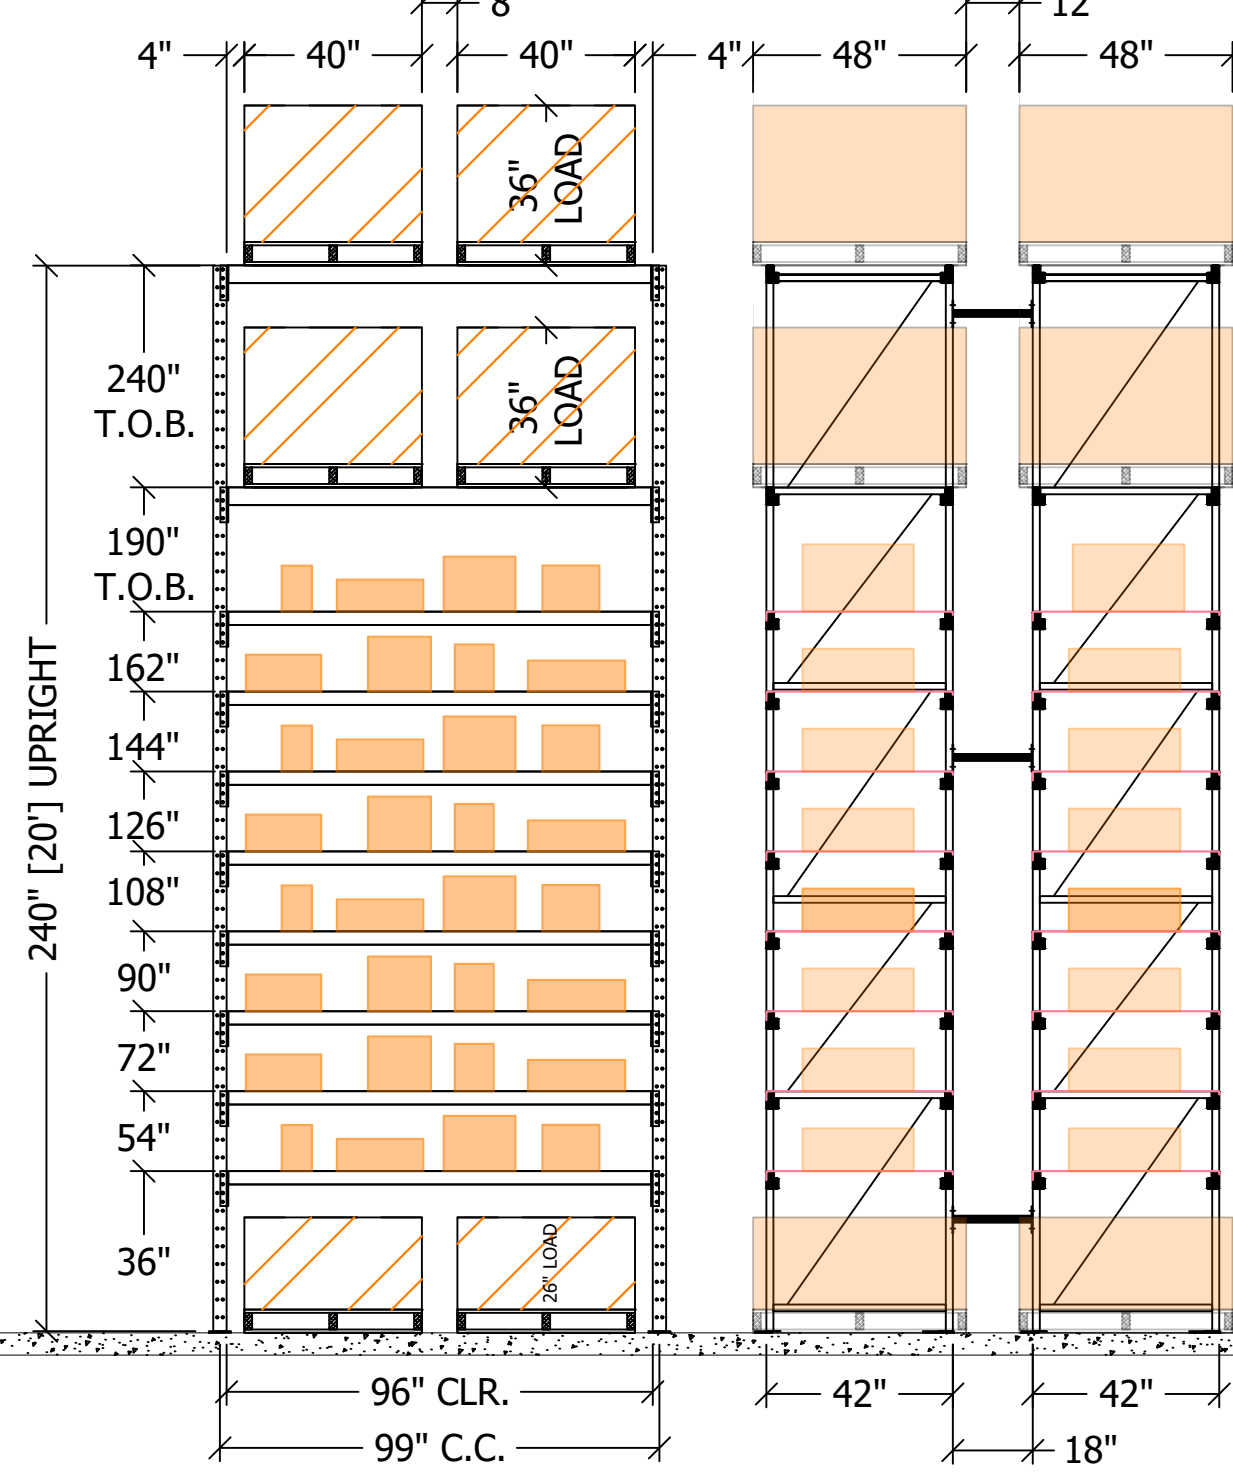 8
12
4"
40"
40"
4"
48"
48"
36"
LOAD
240"
T.O.B.
36"
LOAD
190"
T.O.B.
162"
144"
126"
108"
90"
72"
54"
36"
240" [20'] UPRIGHT
26" LOAD
96" CLR.
42"
42"
99" C.C.
18"